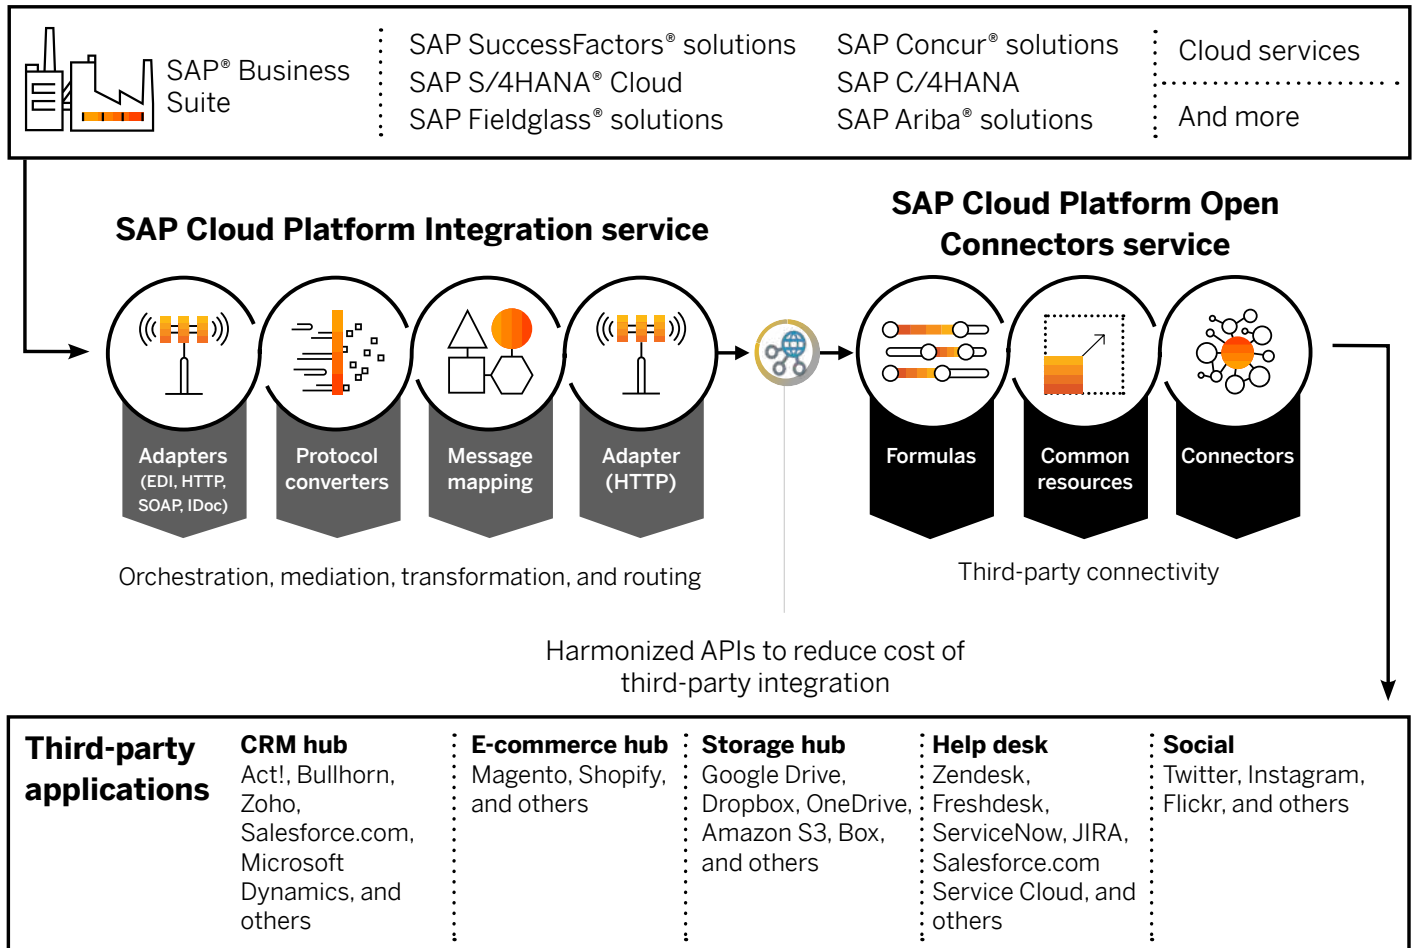 SAP® Business
Suite
SAP SuccessFactors® solutions
SAP S/4HANA® Cloud
SAP Fieldglass® solutions
SAP Concur® solutions
SAP C/4HANA
SAP Ariba® solutions
Cloud services
And more
SAP Cloud Platform Integration service
SAP Cloud Platform Open
Connectors service
Adapters
(EDI, HTTP,
SOAP, IDoc)
Protocol
converters
Message
mapping
Adapter
(HTTP)
Formulas
Common
resources
Connectors
Orchestration, mediation, transformation, and routing
Third-party connectivity
Harmonized APIs to reduce cost of
third-party integration
Third-party
applications
CRM hub
Act!, Bullhorn,
Zoho,
Salesforce.com,
Microsoft
Dynamics, and
others
E-commerce hub
Magento, Shopify,
and others
Storage hub
Google Drive,
Dropbox, OneDrive,
Amazon S3, Box,
and others
Help desk
Zendesk,
Freshdesk,
ServiceNow, JIRA,
Salesforce.com
Service Cloud, and
others
Social
Twitter, Instagram,
Flickr, and others